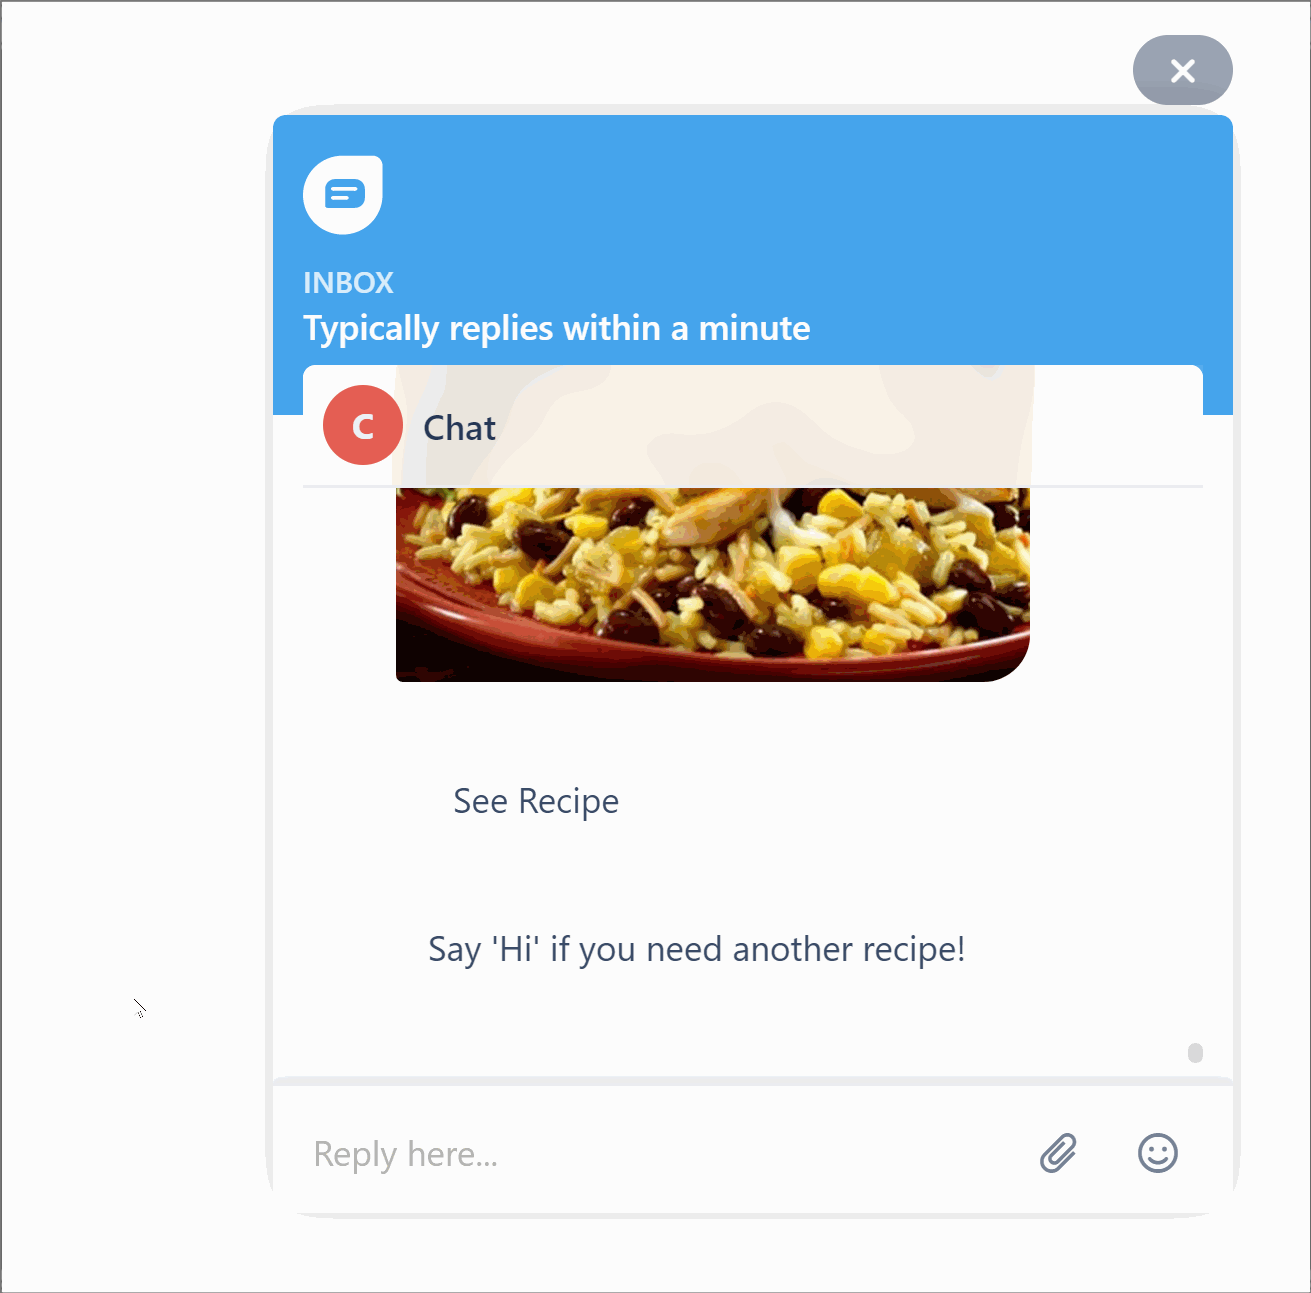 INBOX
Typically replies within a minute
C
Chat
See Recipe
Say 'Hi' if you need another recipe!
Reply here...